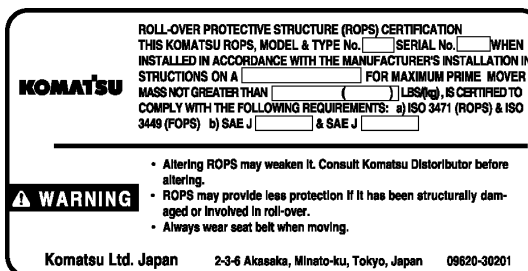 ROLL-OVER PROTECTIVE STRUCTURE (ROPS) CERTIFICATION
THIS KOMATSU ROPS, MODEL & TYPE No. SERIAL No. WHEN
INSTALLED IN ACCORDANCE WITH THE MANUFACTURER'S INSTALLATION IN
STRUCTIONS ON A FOR MAXIMUM PRIME MOVER
MASS NOT GREATER THAN ( ) LBS(kg), IS CERTIFIED TO
COMPLY WITH THE FOLLOWING REQUIREMENTS: a) ISO 3471 (ROPS) & ISO
3449 (FOPS) b) SAE J & SAE J
KOMATSU
WARNING
• Altering ROPS may weaken it. Consult Komatsu Distoributor before
altering.
• ROPS may provide less protection if it has been structurally dam-
aged or involved in roll-over.
• Always wear seat belt when moving.
Komatsu Ltd. Japan 2-3-6 Akasaka, Minato-ku, Tokyo, Japan 09620-30201